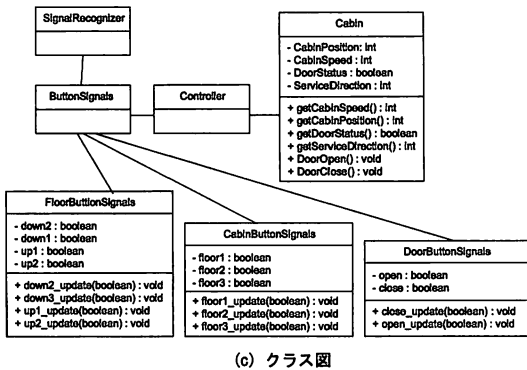 SignalRecognizer
ButtonSignals
Controller
Cabin
- CabinPosition: int
- CabinSpeed : int
- DoorStatus : boolean
- ServiceDirection : int
+ getCabinSpeed() : int
+ getCabinPosition() : int
+ getDoorStatus() : boolean
+ getServiceDirection() : int
+ DoorOpen() : void
+ DoorClose() : void
FloorButtionSignals
- down2 : boolean
- down1 : boolean
- up1 : boolean
- up2 : boolean
+ down2_update(boolean) : void
+ down3_update(boolean) : void
+ up1_update(boolean) : void
+ up2_update(boolean) : void
CabinButtonSignals
- floor1 : boolean
- floor2 : boolean
- floor3 : boolean
+ floor1_update(boolean) : void
+ floor2_update(boolean) : void
+ floor3_update(boolean) : void
DoorButtonSignals
- open : boolean
- close : boolean
+ close_update(boolean) : void
+ open_update(boolean) : void
(c) クラス図